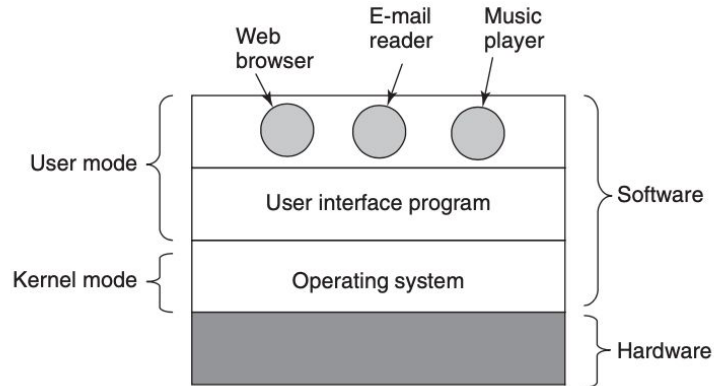 E-mail
reader
Music
player
Web
browser
User mode
User interface program
Software
Kernel mode
Operating system
Hardware